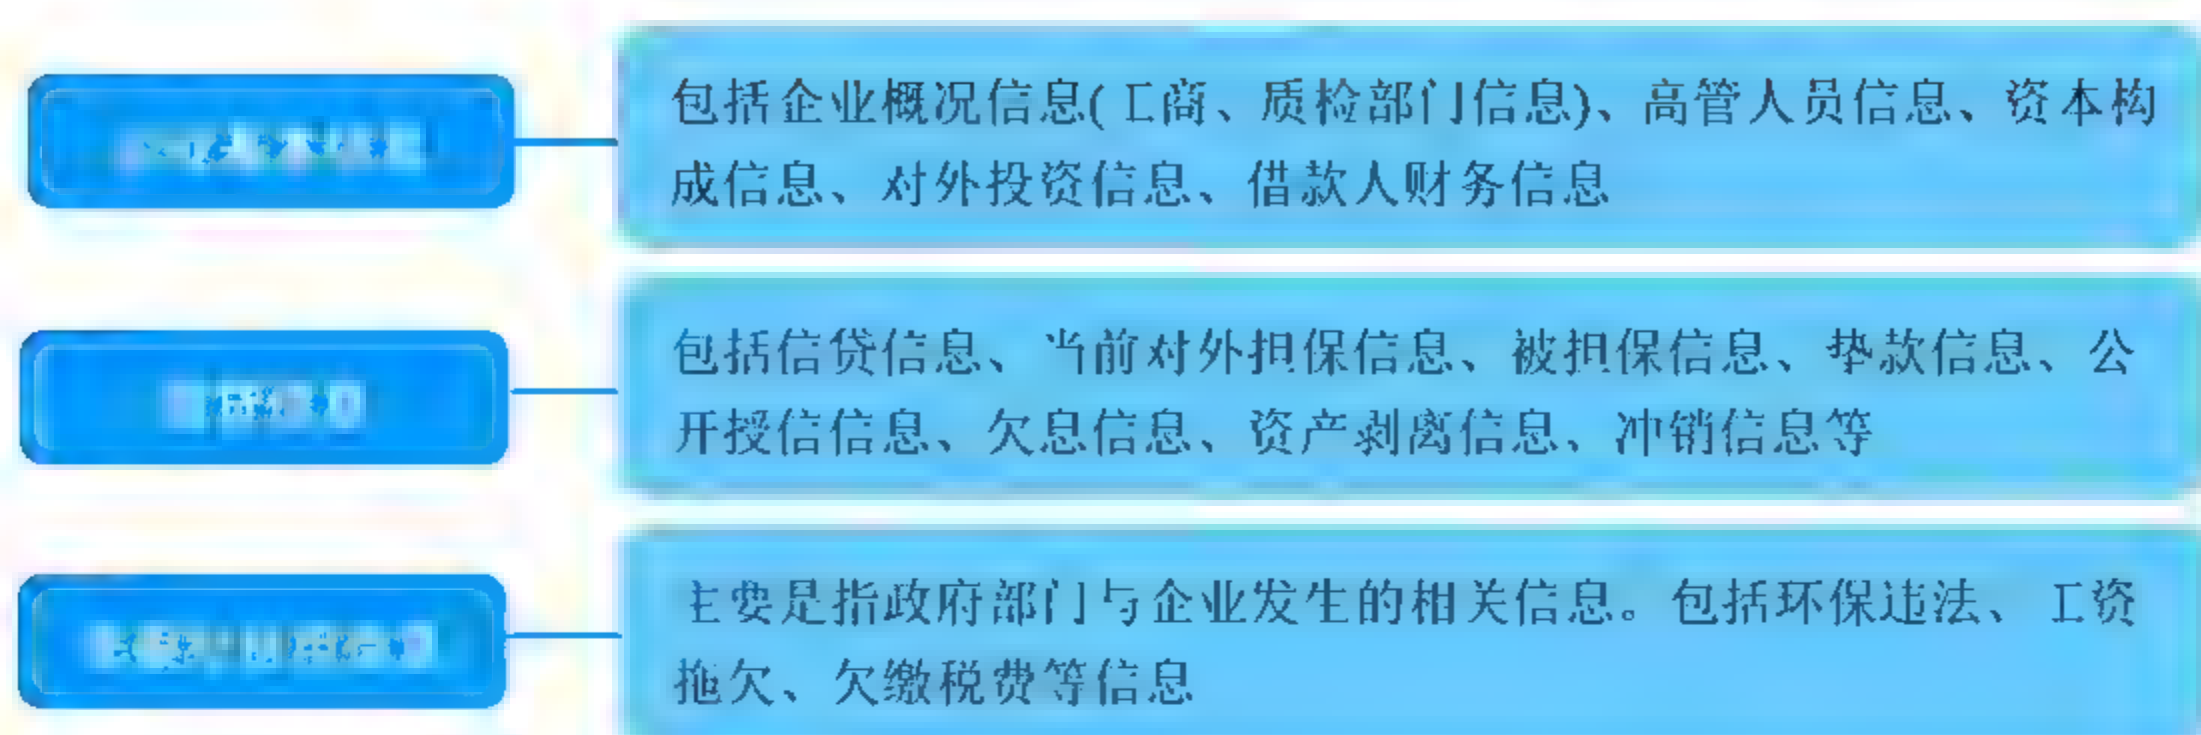 包括企业概况信息(工商、质检部门信息)、高管人员信息、资本构
成信息、对外投资信息、借款人财务信息
包括信贷信息、当前对外担保信息、被担保信息、垫款信息、公
开授信信息、欠息信息、资产剥离信息、冲销信息等
主要是指政府部门与企业发生的相关信息。包括环保违法、工资
拖欠、欠缴税费等信息